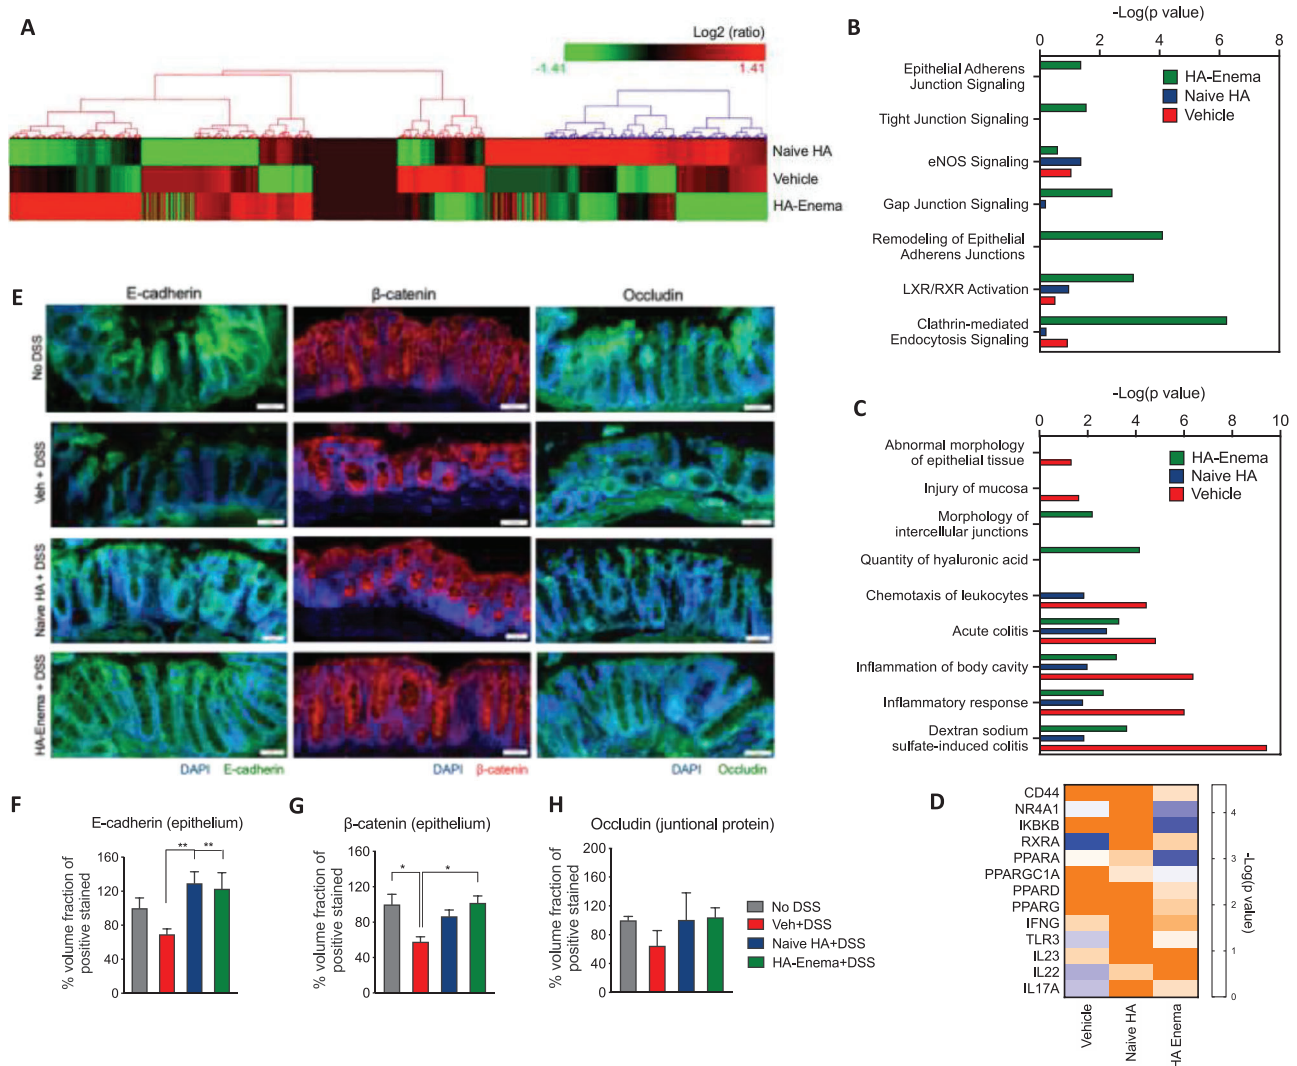 A
Log2 (ratio)
-1.41
1.41
Naive HA
Vehicle
HA-Enema
B
-Log(p value)
0 2 4 6 8
Epithelial Adherens
Junction Signaling
Tight Junction Signaling
eNOS Signaling
Gap Junction Signaling
Remodeling of Epithelial
Adherens Junctions
LXR/RXR Activation
Clathrin-mediated
Endocytosis Signaling
HA-Enema
Naive HA
Vehicle
C
-Log(p value)
0 2 4 6 8 10
Abnormal morphology
of epithelial tissue
Injury of mucosa
Morphology of
intercellular junctions
Quantity of hyaluronic acid
Chemotaxis of leukocytes
Acute colitis
Inflammation of body cavity
Inflammatory response
Dextran sodium
sulfate-induced colitis
HA-Enema
Naive HA
Vehicle
E
E-cadherin
β-catenin
Occludin
No DSS
Veh + DSS
Naive HA + DSS
HA-Enema + DSS
DAPI E-cadherin
DAPI β-catenin
DAPI Occludin
D
CD44
NR4A1
IKBKB
RXRA
PPARA
PPARGC1A
PPARD
PPARG
IFNG
TLR3
IL23
IL22
IL17A
Vehicle
Naive HA
HA Enema
4
3
2
1
0
-Log(p value)
F
E-cadherin (epithelium)
% volume fraction of
positive stained
160
120
80
40
0
** **
G
β-catenin (epithelium)
% volume fraction of
positive stained
160
120
80
40
0
* *
H
Occludin (juntional protein)
% volume fraction of
positive stained
200
160
120
80
40
0
No DSS
Veh+DSS
Naive HA+DSS
HA-Enema+DSS